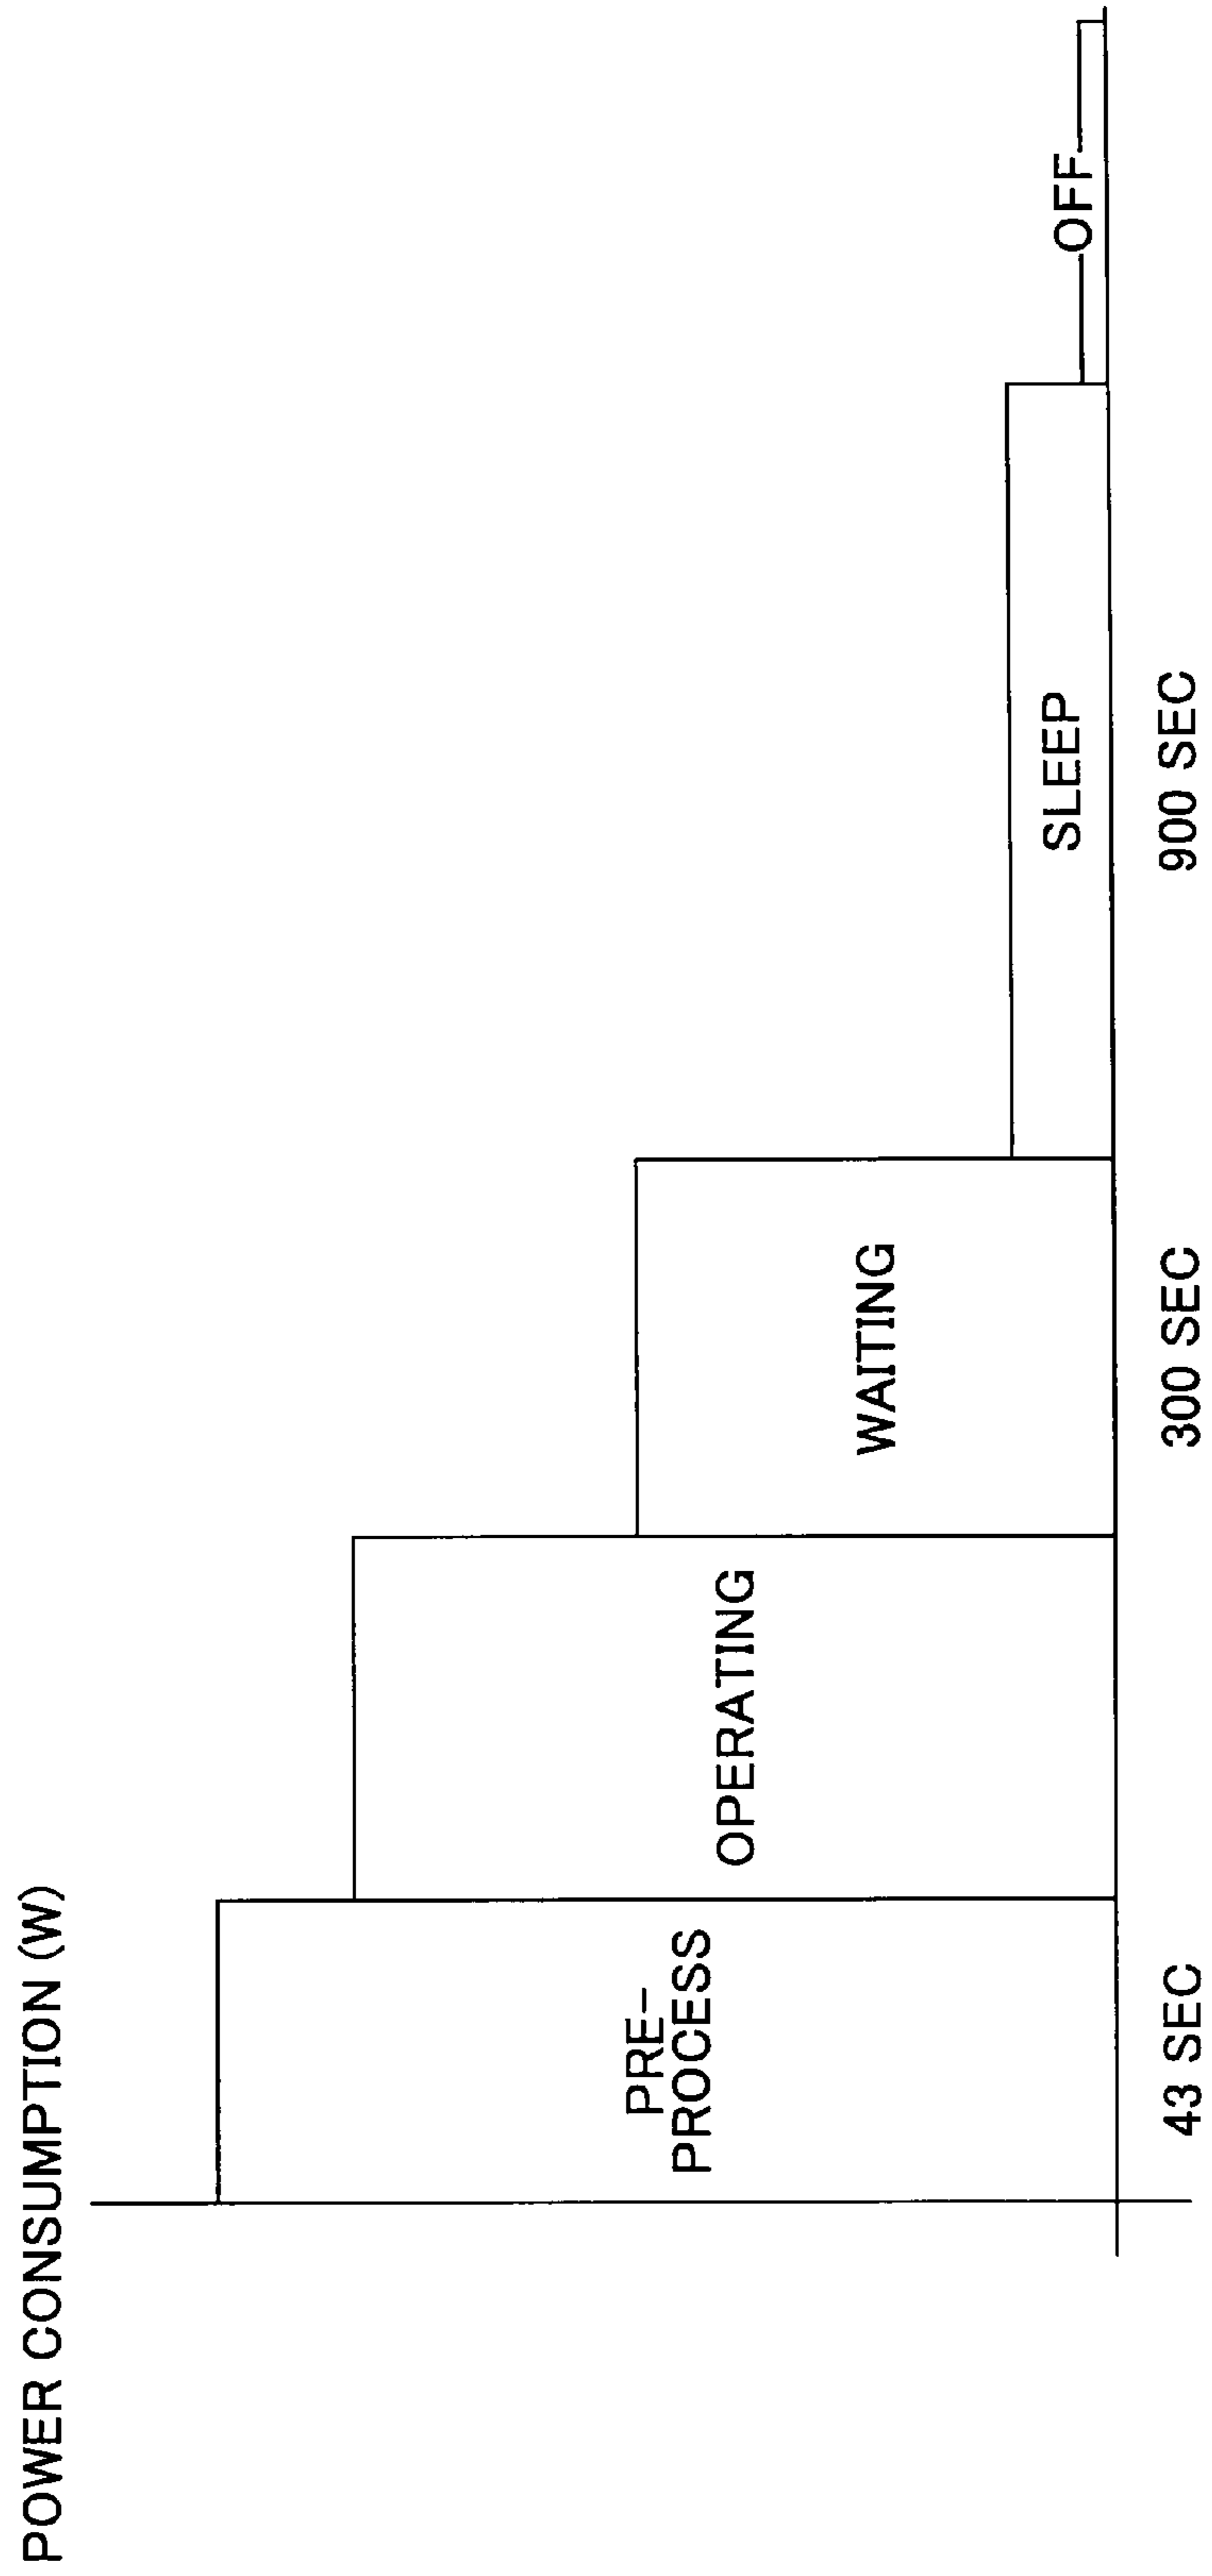 POWER CONSUMPTION (W)
PRE-
PROCESS
OPERATING
WAITING
SLEEP
OFF
43 SEC
300 SEC
900 SEC